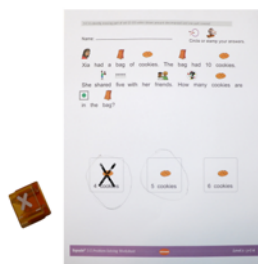 Name:
Circle or stamp your answers.
Xia had a bag of cookies. The bag had 10 cookies.
She shared five with her friends. How many cookies are
in the bag?
4 cookies
5 cookies
6 cookies